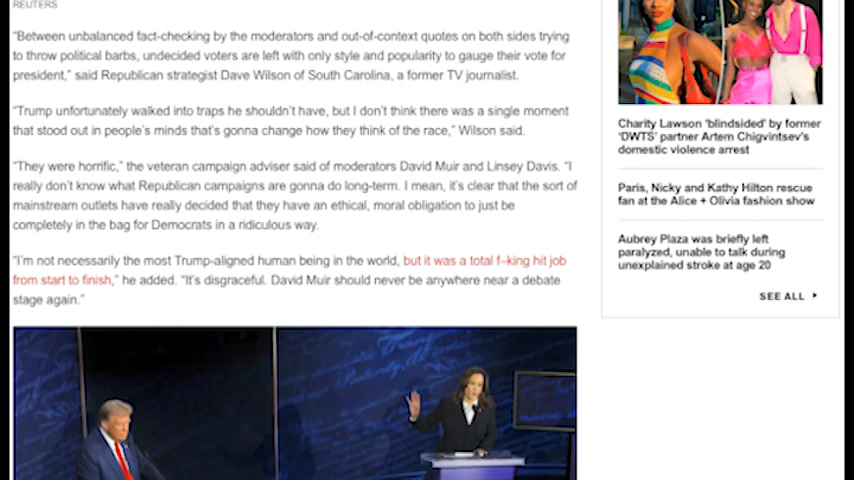 REUTERS
“Between unbalanced fact-checking by the moderators and out-of-context quotes on both sides trying
to throw political barbs, undecided voters are left with only style and popularity to gauge their vote for
president,” said Republican strategist Dave Wilson of South Carolina, a former TV journalist.
“Trump unfortunately walked into traps he shouldn’t have, but I don’t think there was a single moment
that stood out in people’s minds that’s gonna change how they think of the race,” Wilson said.
“They were horrific,” the veteran campaign adviser said of moderators David Muir and Linsey Davis. “I
really don’t know what Republican campaigns are gonna do long-term. I mean, it’s clear that the sort of
mainstream outlets have really decided that they have an ethical, moral obligation to just be
completely in the bag for Democrats in a ridiculous way.
“I’m not necessarily the most Trump-aligned human being in the world, but it was a total f–king hit job
from start to finish,” he added. “It’s disgraceful. David Muir should never be anywhere near a debate
stage again.”
Charity Lawson ‘blindsided’ by former
‘DWTS’ partner Artem Chigvintsev’s
domestic violence arrest
Paris, Nicky and Kathy Hilton rescue
fan at the Alice + Olivia fashion show
Aubrey Plaza was briefly left
paralyzed, unable to talk during
unexplained stroke at age 20
SEE ALL